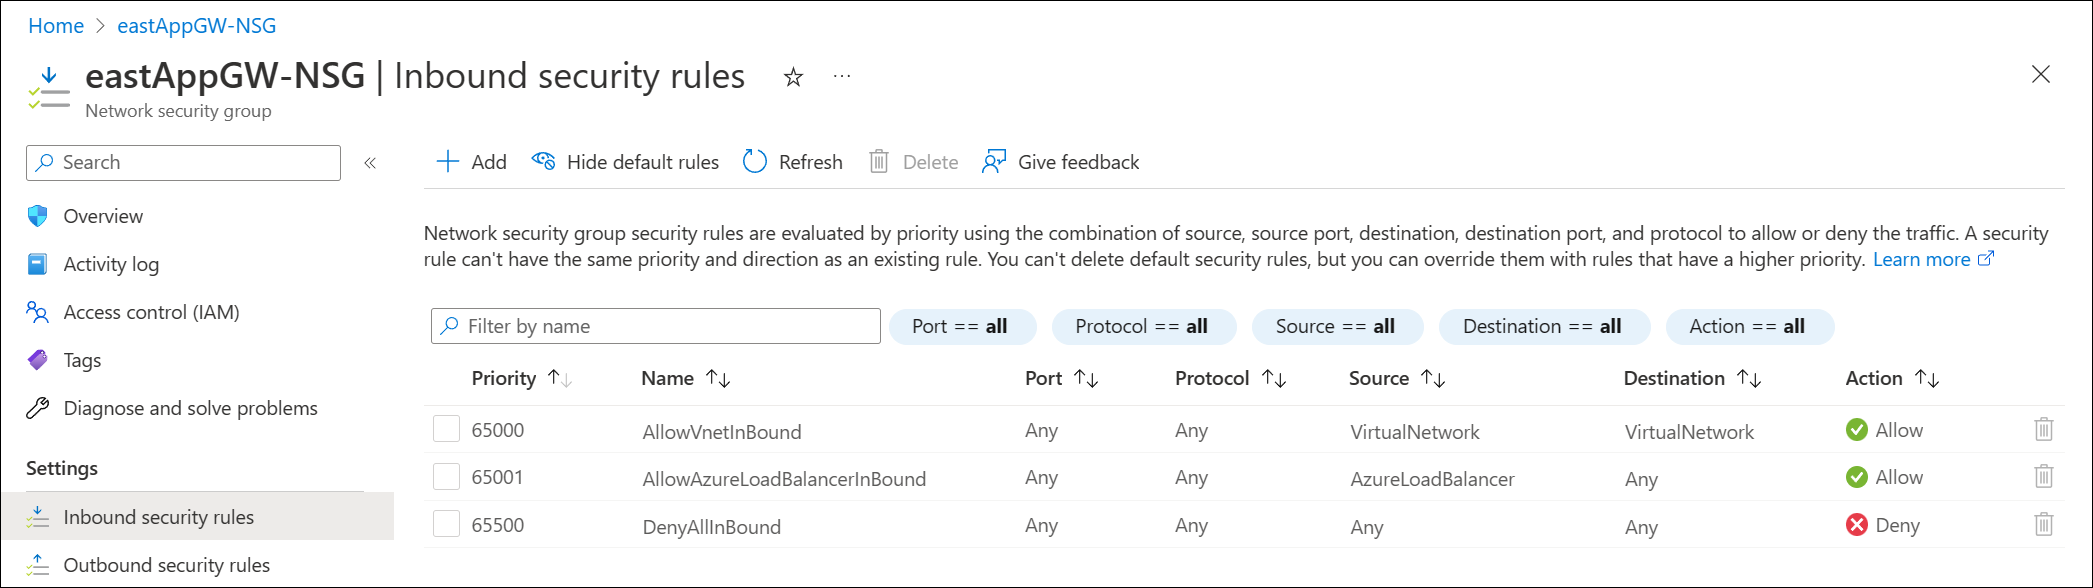 Home > eastAppGW-NSG
eastAppGW-NSG | Inbound security rules ...
Network security group
Search
«
Add
Hide default rules
Refresh
Delete
Give feedback
Overview
Activity log
Access control (IAM)
Tags
Diagnose and solve problems
Settings
Inbound security rules
Outbound security rules
Network security group security rules are evaluated by priority using the combination of source, source port, destination, destination port, and protocol to allow or deny the traffic. A security
rule can't have the same priority and direction as an existing rule. You can't delete default security rules, but you can override them with rules that have a higher priority. Learn more
Filter by name
Port == all
Protocol == all
Source == all
Destination == all
Action == all
Priority Name Port Protocol Source Destination Action
65000 AllowVnetInBound Any Any VirtualNetwork VirtualNetwork Allow
65001 AllowAzureLoadBalancerInBound Any Any AzureLoadBalancer Any Allow
65500 DenyAllInBound Any Any Any Any Deny